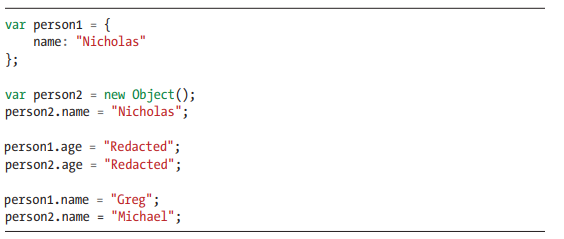 var person1 = {
    name: "Nicholas"
};
var person2 = new Object();
person2.name = "Nicholas";
person1.age = "Redacted";
person2.age = "Redacted";
person1.name = "Greg";
person2.name = "Michael";